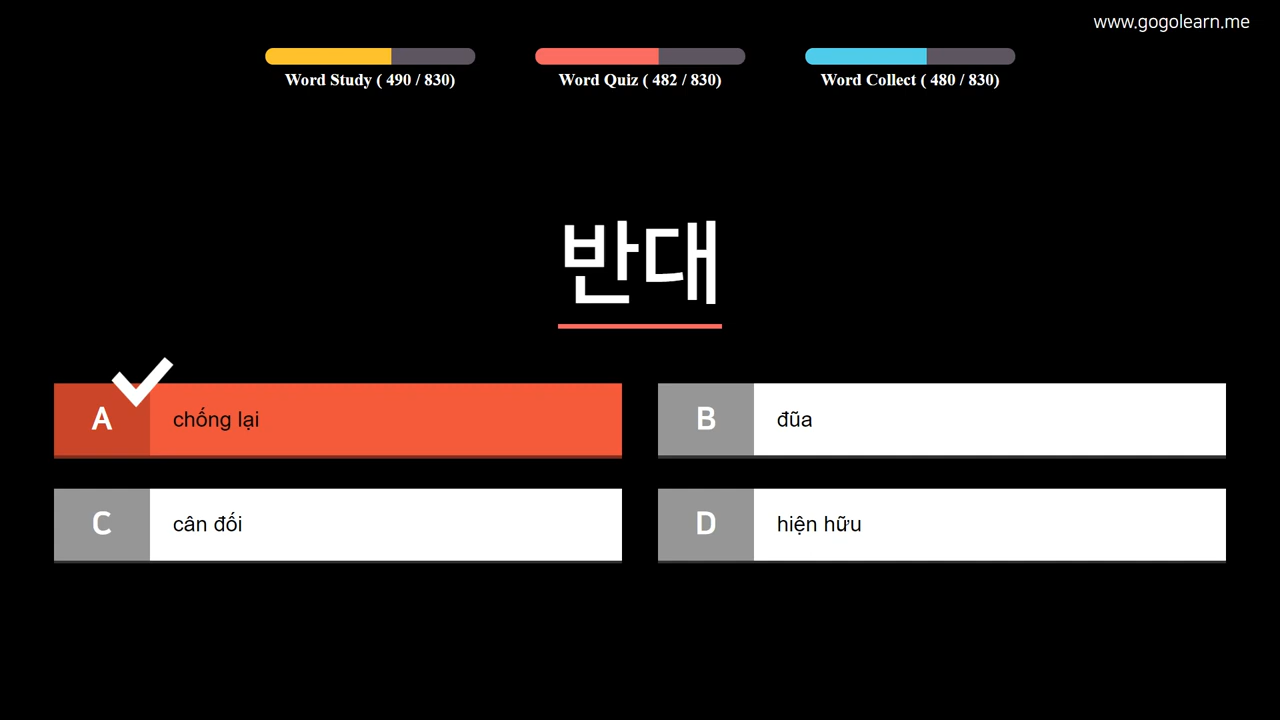 www.gogolearn.me
Word Study ( 490 / 830)
Word Quiz ( 482 / 830)
Word Collect ( 480 / 830)
반대
A chống lại
B đũa
C cân đối
D hiện hữu